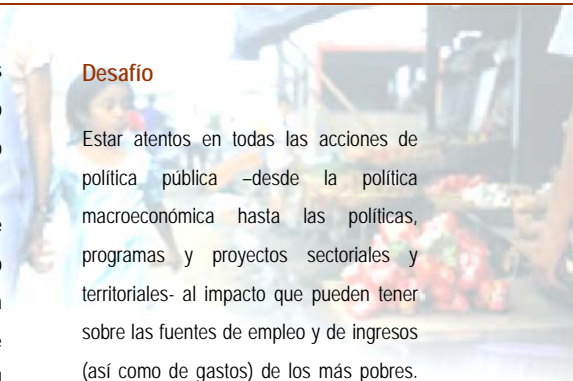 Desafío
Estar atentos en todas las acciones de
política pública –desde la política
macroeconómica hasta las políticas,
programas y proyectos sectoriales y
territoriales- al impacto que pueden tener
sobre las fuentes de empleo y de ingresos
(así como de gastos) de los más pobres.